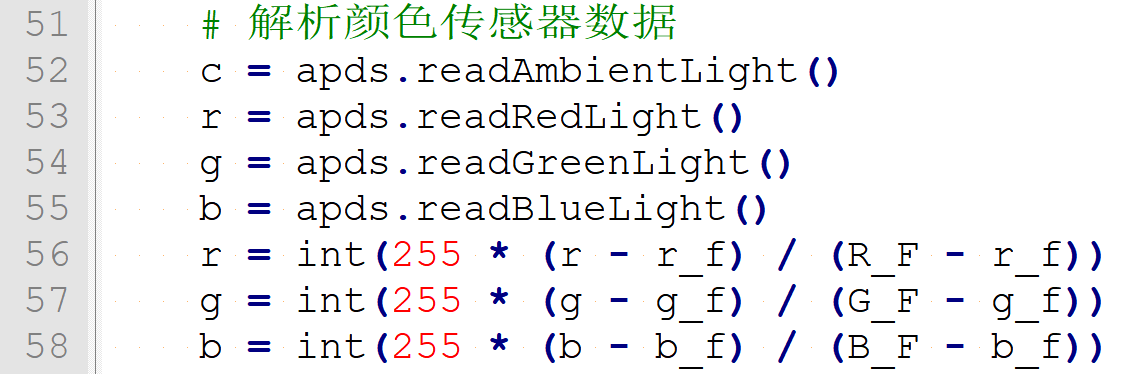 51 # 解析颜色传感器数据
52 c = apds.readAmbientLight()
53 r = apds.readRedLight()
54 g = apds.readGreenLight()
55 b = apds.readBlueLight()
56 r = int(255 * (r - r_f) / (R_F - r_f))
57 g = int(255 * (g - g_f) / (G_F - g_f))
58 b = int(255 * (b - b_f) / (B_F - b_f))